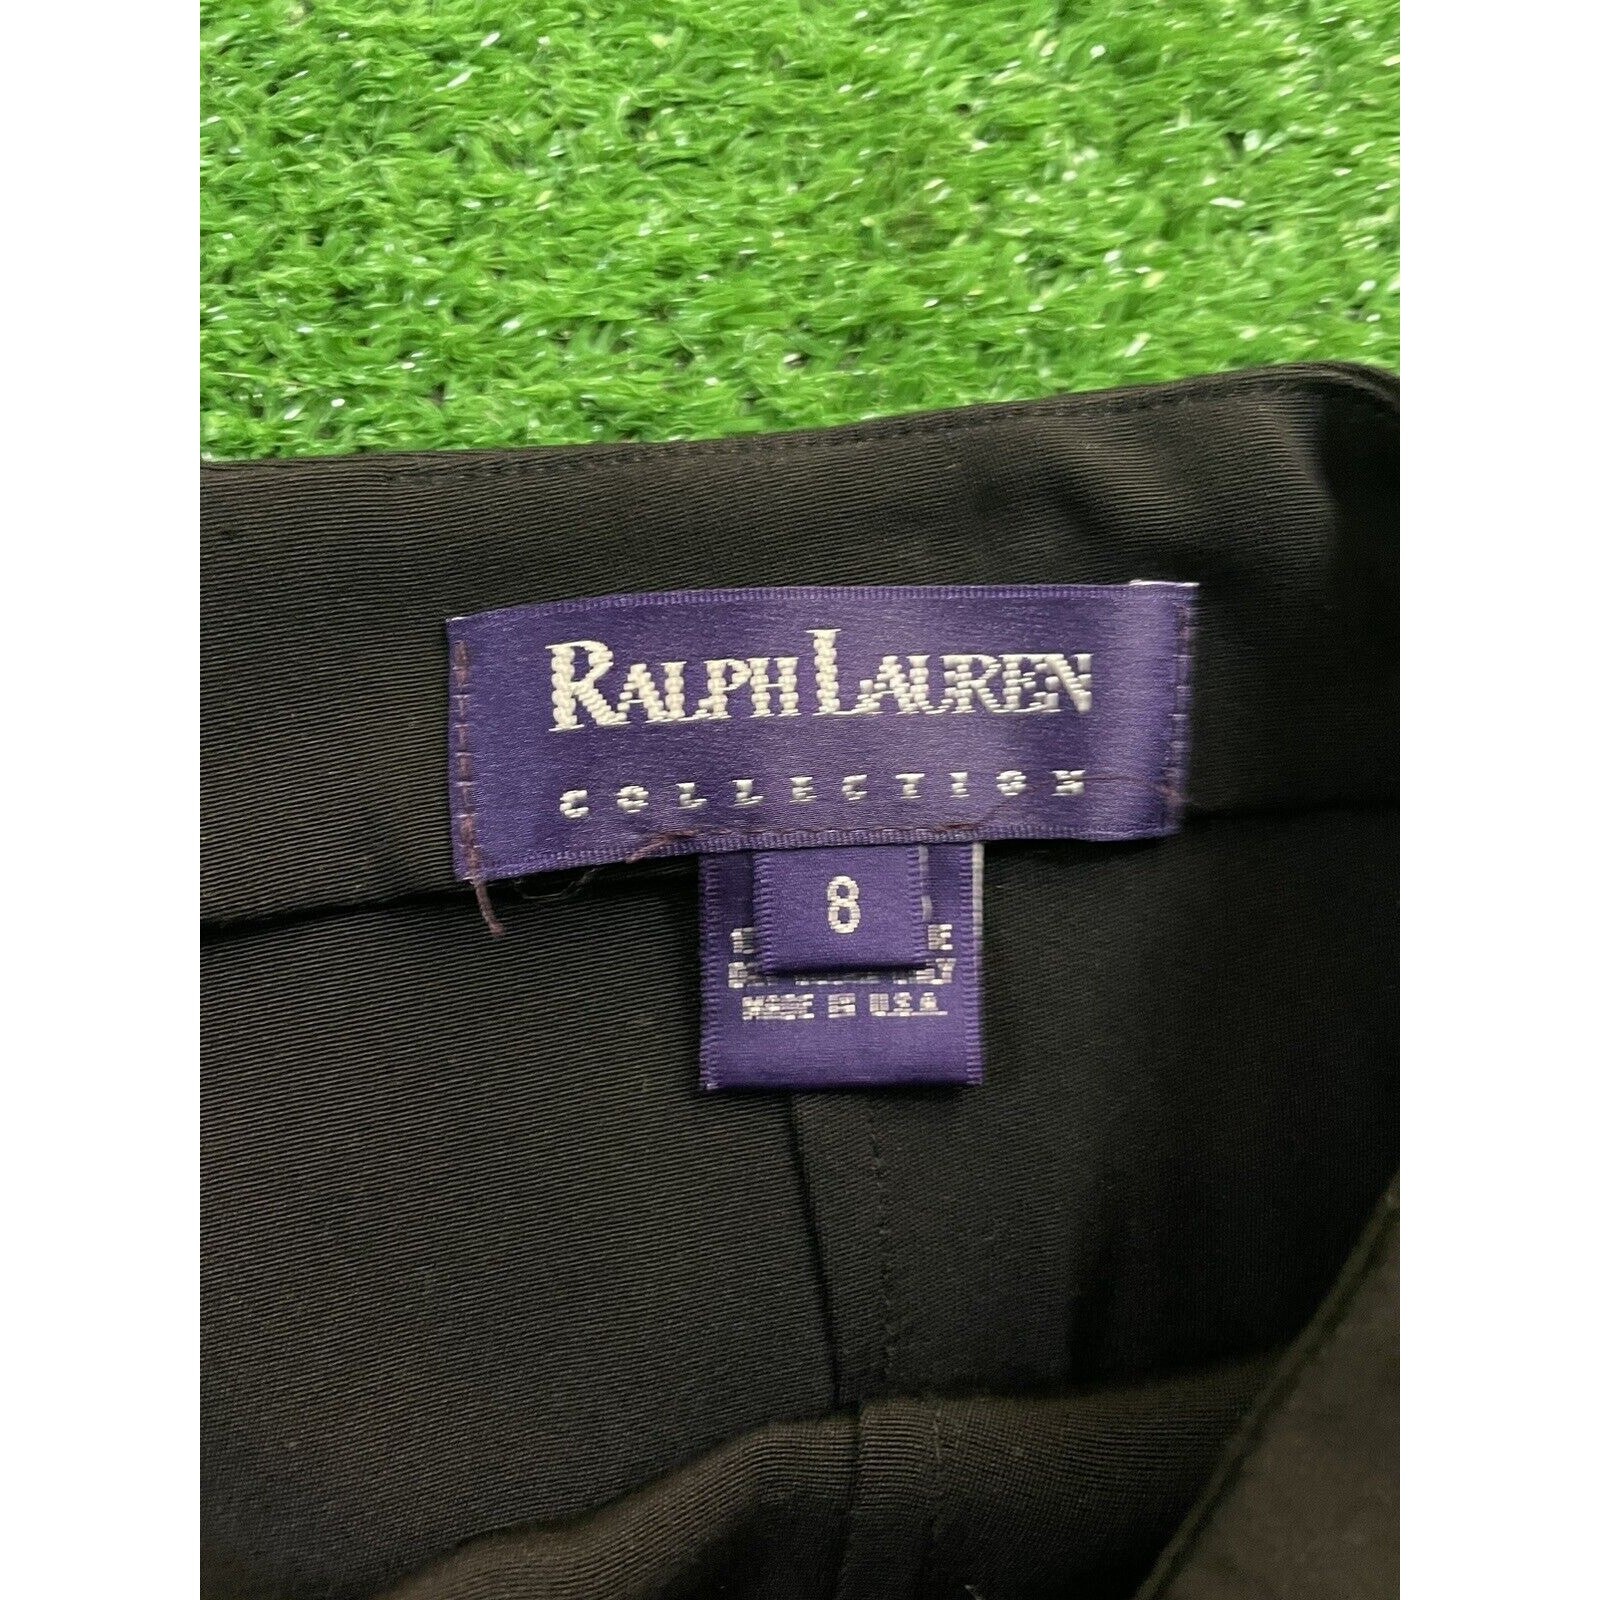 RALPH LAUREN
COLLECTION
8
MADE IN U.S.A.